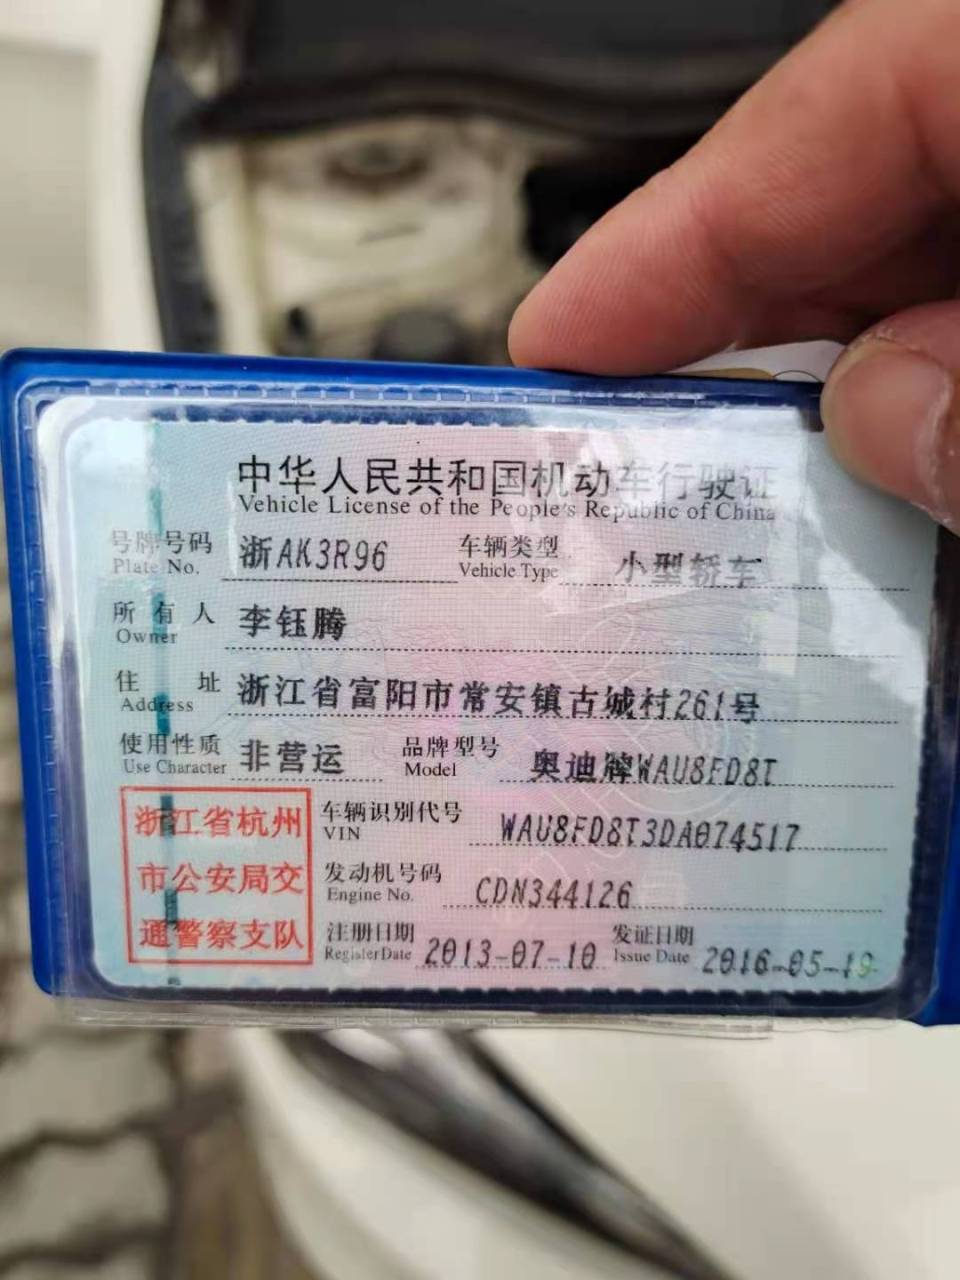 中华人民共和国机动车行驶证
Vehicle License of the People's Republic of China
号牌号码 浙AK3R96 车辆类型 小型轿车
Plate No. Vehicle Type
所有人 李钰腾
Owner
住址 浙江省富阳市常安镇古城村261号
Address
使用性质 非营运 品牌型号 奥迪牌WAU8FD8T
Use Character Model
浙江省杭州
市公安局交
通警察支队
车辆识别代号 WAU8FD8T3DA074517
VIN
发动机号码 CDN344126
Engine No.
注册日期 2013-07-10 发证日期 2016-05-19
Register Date Issue Date